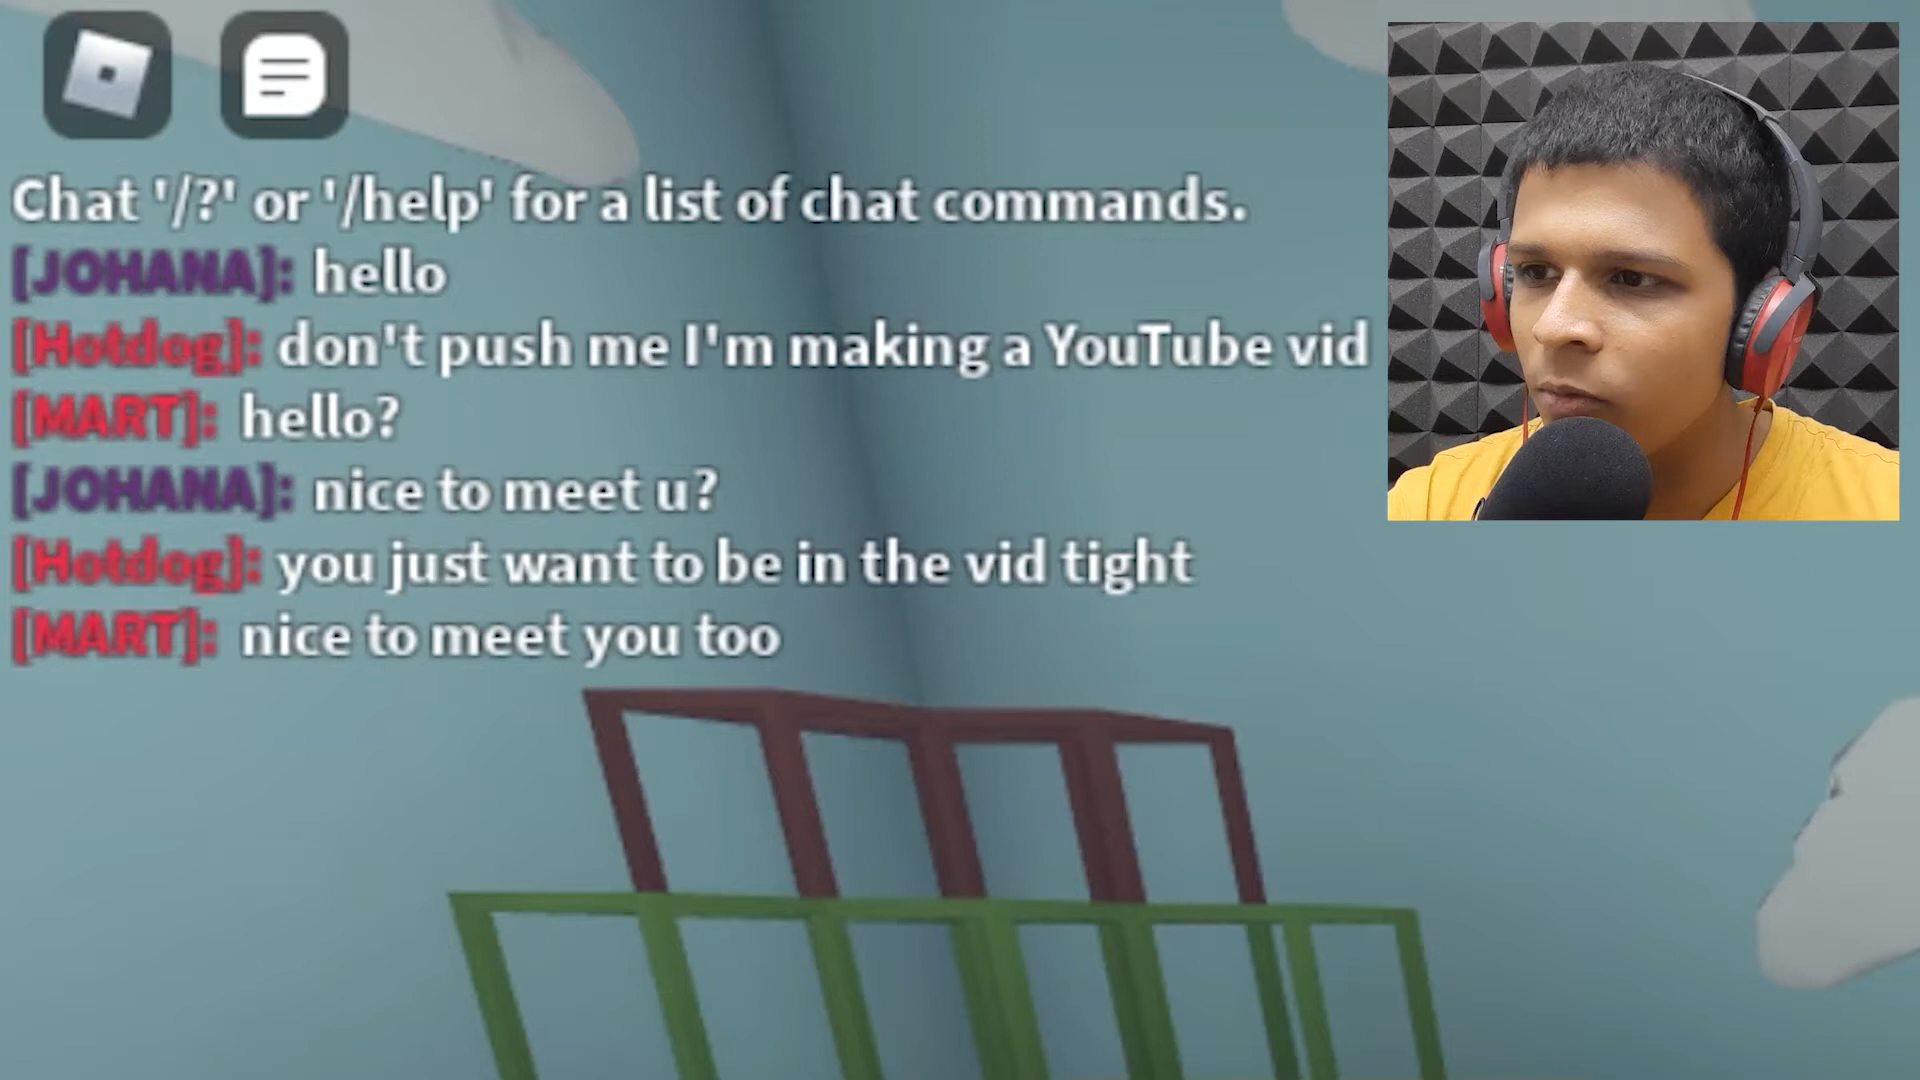 Chat '/?' or '/help' for a list of chat commands.
[JOHANA]: hello
[Hotdog]: don't push me I'm making a YouTube vid
[MART]: hello?
[JOHANA]: nice to meet u?
[Hotdog]: you just want to be in the vid tight
[MART]: nice to meet you too